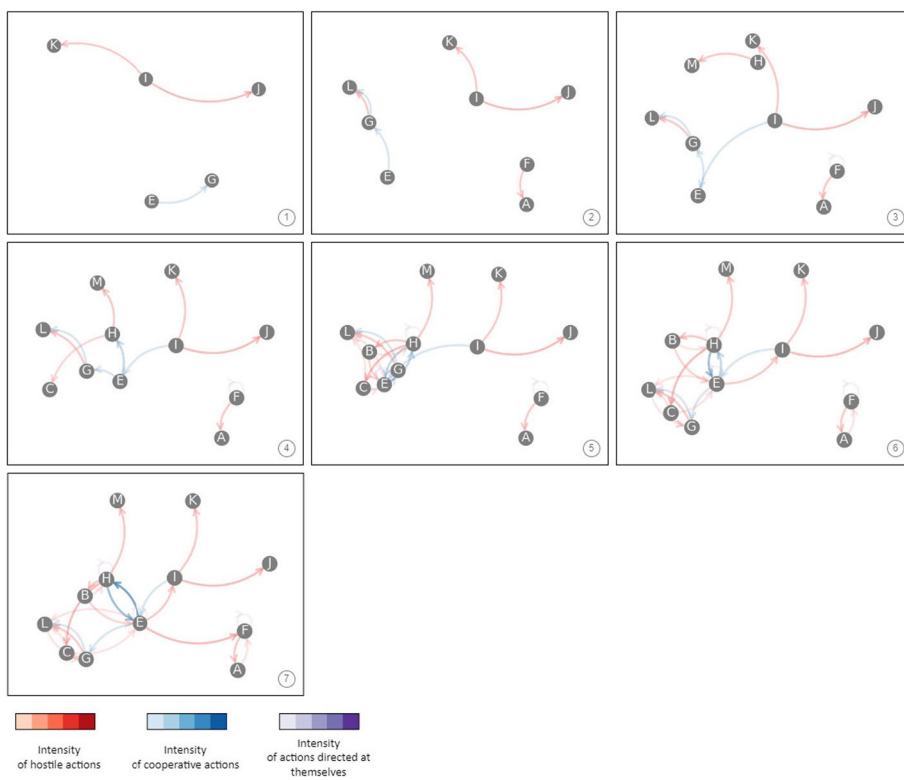 K
I
J
G
E
1
K
L
I
J
G
F
E
A
2
K
H
M
J
L
I
G
F
E
A
3
K
M
L
H
J
I
G
E
C
F
A
4
M
K
L
H
J
B
I
G
C
E
F
A
5
M
K
B
H
J
I
L
E
F
C
G
A
6
M
K
J
H
I
B
L
E
F
C
G
A
7
Intensity
of hostile actions
Intensity
of cooperative actions
Intensity
of actions directed at
themselves